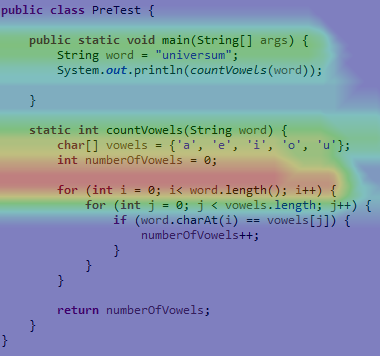 public class PreTest {
public static void main(String[] args) {
String word = "universum";
System.out.println(countVowels(word));
}
static int countVowels(String word) {
char[] vowels = {'a', 'e', 'i', 'o', 'u'};
int numberOfVowels = 0;
for (int i = 0; i< word.length(); i++) {
for (int j = 0; j < vowels.length; j++) {
if (word.charAt(i) == vowels[j]) {
numberOfVowels++;
}
}
}
return numberOfVowels;
}
}